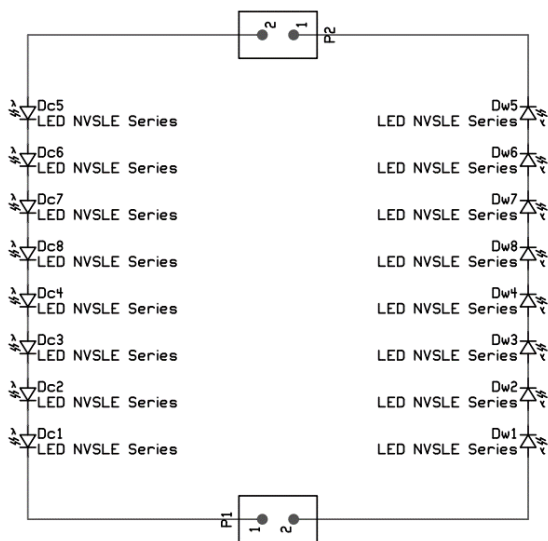 2 1
P2
Dc5
LED NVSLE Series
Dw5
LED NVSLE Series
Dc6
LED NVSLE Series
Dw6
LED NVSLE Series
Dc7
LED NVSLE Series
Dw7
LED NVSLE Series
Dc8
LED NVSLE Series
Dw8
LED NVSLE Series
Dc4
LED NVSLE Series
Dw4
LED NVSLE Series
Dc3
LED NVSLE Series
Dw3
LED NVSLE Series
Dc2
LED NVSLE Series
Dw2
LED NVSLE Series
Dc1
LED NVSLE Series
Dw1
LED NVSLE Series
P1
1 2